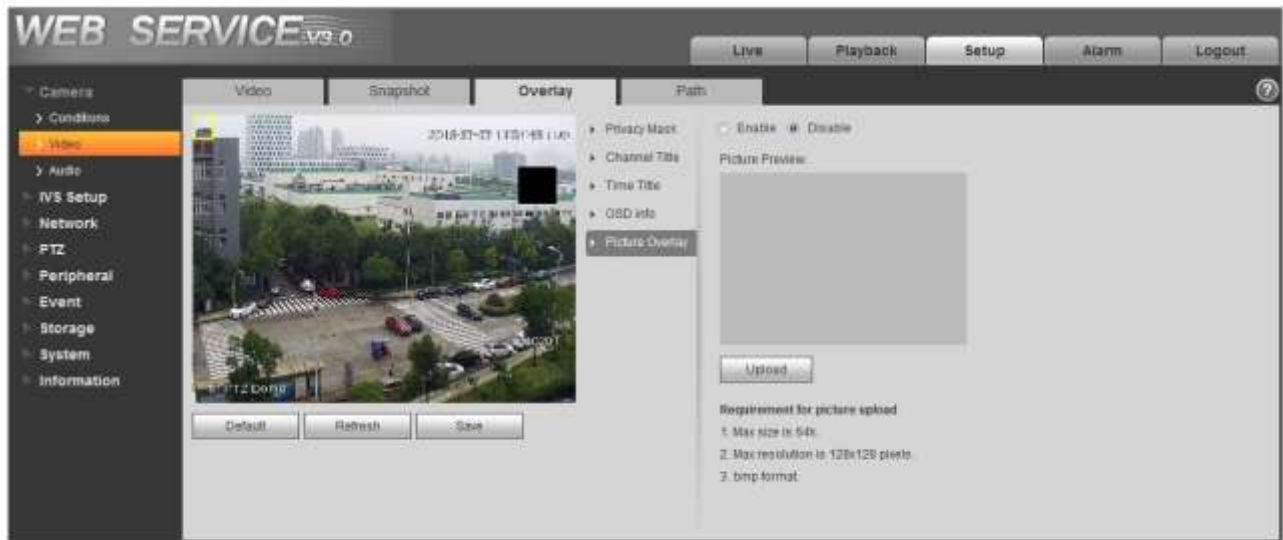 WEB SERVICE V3.0
Live
Playback
Setup
Alarm
Logout
Camera
Conditions
Video
Audio
IVS Setup
Network
PTZ
Peripheral
Event
Storage
System
Information
Video
Snapshot
Overlay
Path
PTZ Dome
Default
Refresh
Save
Privacy Mask
Channel Title
Time Title
OSD info
Picture Overlay
Enable
Disable
Picture Preview
Upload
Requirement for picture upload
1. Max size is 64k.
2. Max resolution is 128x128 pixels.
3. bmp format.